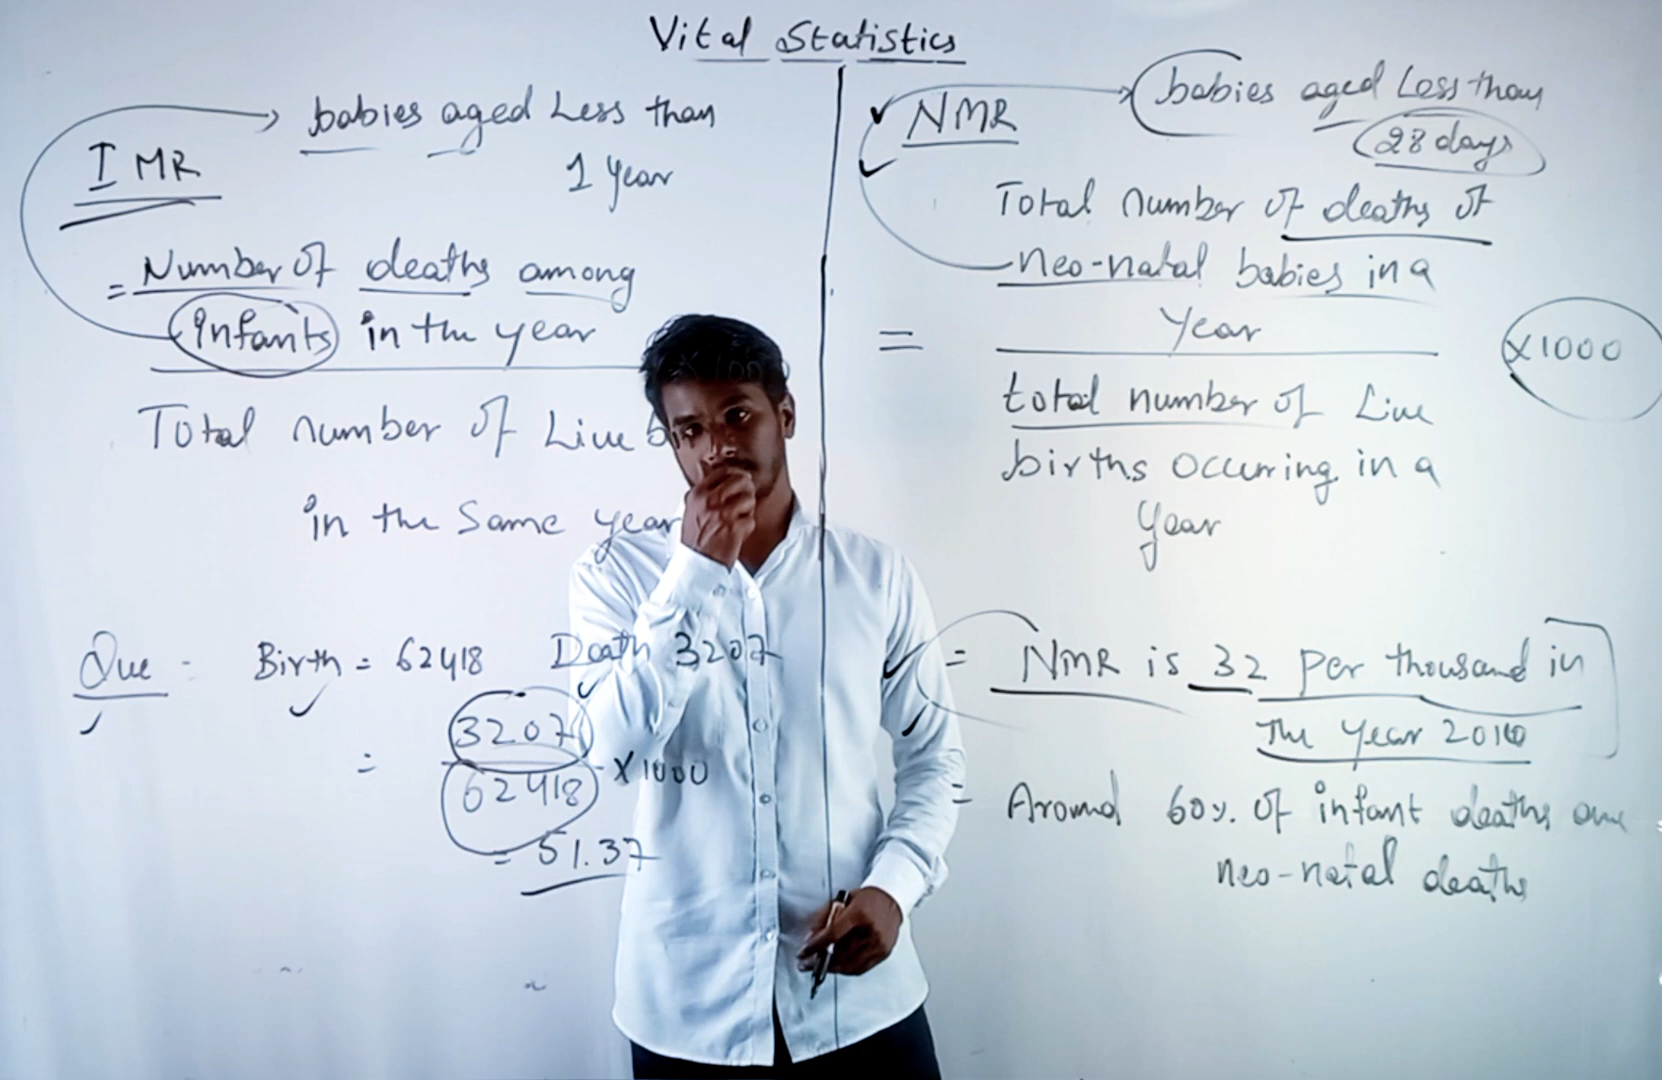 Vital Statistics
babies aged Less than
1 year
IMR
= Number of deaths among
infants in the year
x 100
Total number of Live bi
in the Same year
Que = Birth = 62418 Death 3207
= 3207
62418 x 1000
= 51.37
NMR
babies aged Less than
28 days
Total number of deaths of
neo-natal babies in a
year
= x1000
total number of Live
births occurring in a
year
= NMR is 32 per thousand in
The year 2010
= Around 60%. of infant deaths are
neo-natal deaths